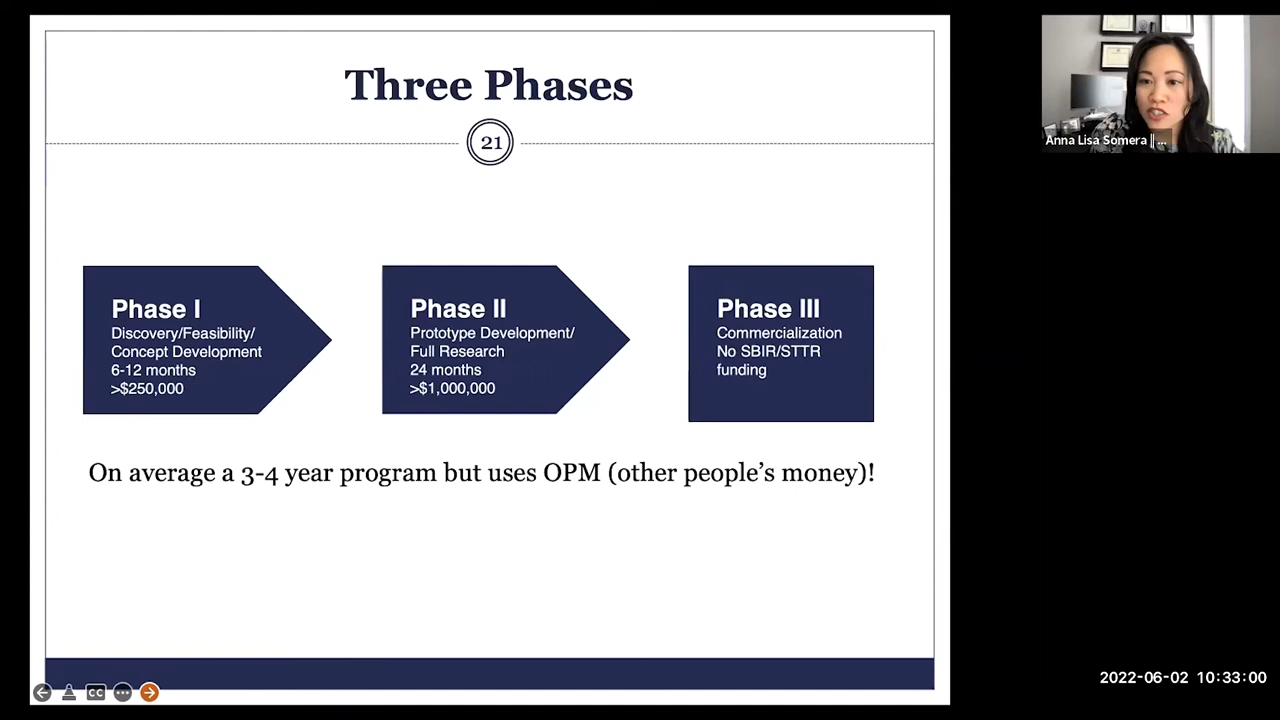 Three Phases
21
Phase I
Discovery/Feasibility/
Concept Development
6-12 months
>$250,000
Phase II
Prototype Development/
Full Research
24 months
>$1,000,000
Phase III
Commercialization
No SBIR/STTR
funding
On average a 3-4 year program but uses OPM (other people's money)!
CC
Anna Lisa Somera || ...
2022-06-02 10:33:00